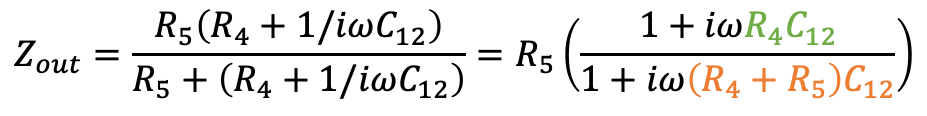 Z_out = R_5(R_4 + 1/iωC_12) / R_5 + (R_4 + 1/iωC_12) = R_5 (1 + iωR_4C_12 / 1 + iω(R_4 + R_5)C_12)